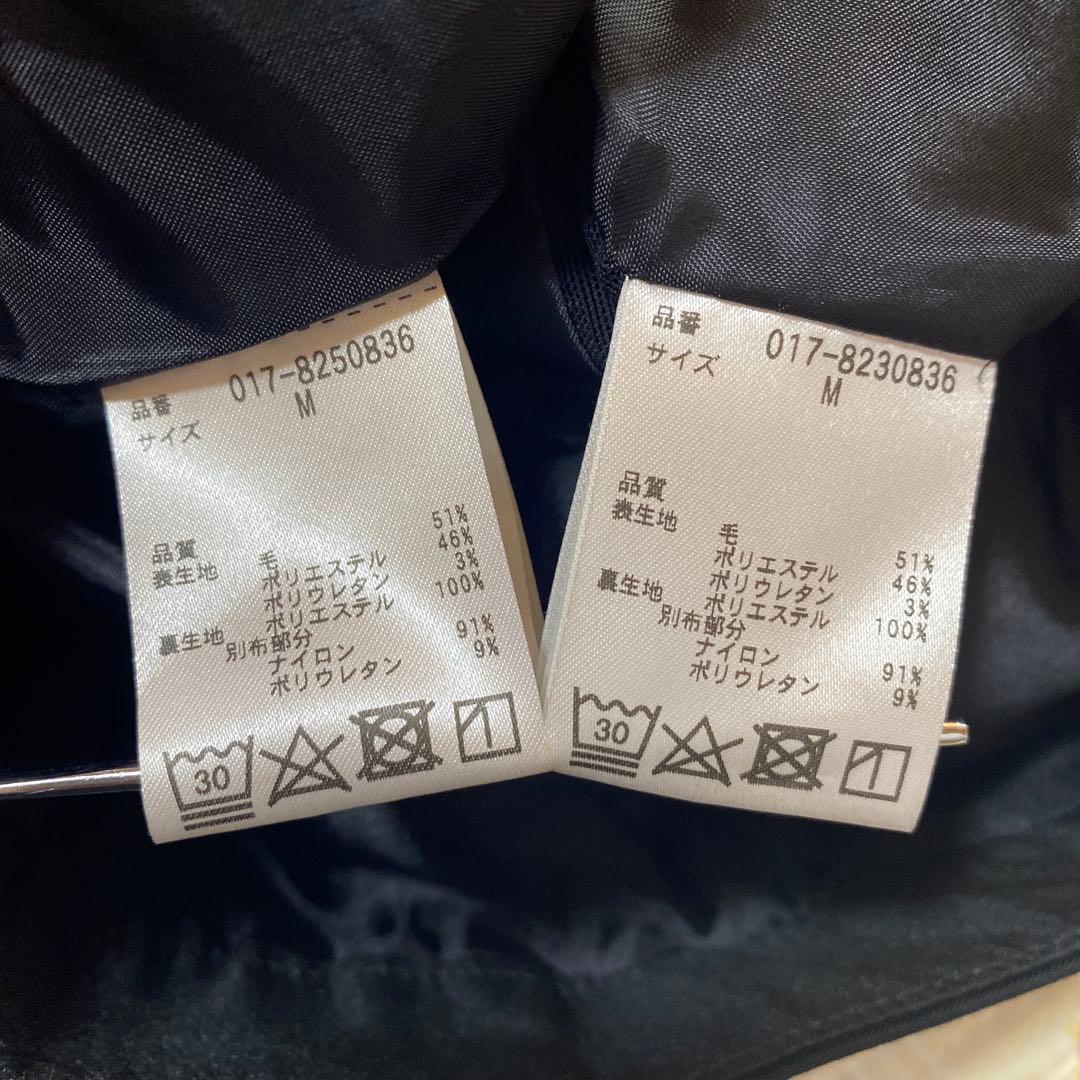 品番 017-8250836
サイズ M
品質
表生地 毛 51%
ポリエステル 46%
ポリウレタン 3%
裏生地 ポリエステル 100%
別布部分
ナイロン 91%
ポリウレタン 9%
30
品番 017-8230836
サイズ M
品質
表生地 毛 51%
ポリエステル 46%
ポリウレタン 3%
裏生地 ポリエステル 100%
別布部分
ナイロン 91%
ポリウレタン 9%
30